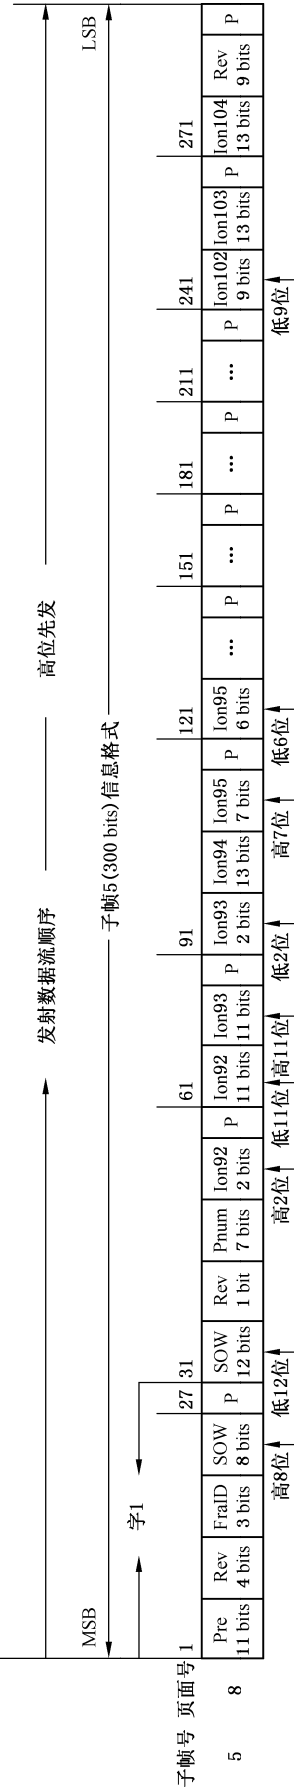 发射数据流顺序 高位先发
MSB 子帧5(300 bits)信息格式 LSB
字1
子帧号 页面号 1 27 31 61 91 121 151 181 211 241 271
5 8
Pre 11 bits
Rev 4 bits
FraID 3 bits
SOW 8 bits
P
SOW 12 bits
Rev 1 bit
Pnum 7 bits
Ion92 2 bits
P
Ion92 11 bits
Ion93 11 bits
P
Ion93 2 bits
Ion94 13 bits
Ion95 7 bits
P
Ion95 6 bits
…
P
…
P
…
P
…
P
Ion102 9 bits
Ion103 13 bits
P
Ion104 13 bits
Rev 9 bits
P
高8位 低12位 高2位 低11位 高11位 低2位 高7位 低6位 低9位